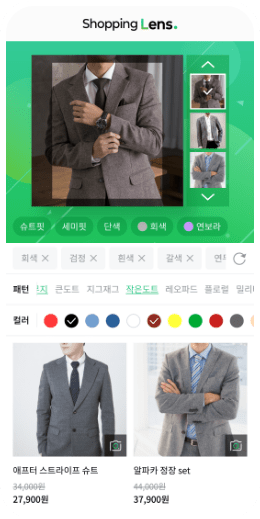 Shopping Lens.
슈트핏 세미핏 단색 회색 연보라
회색 검정 흰색 갈색
패턴 큰도트 지그재그 작은도트 레오파드 플로럴
컬러
애프터 스트라이프 슈트 알파카 정장 set
34,000원 44,000원
27,900원 37,900원